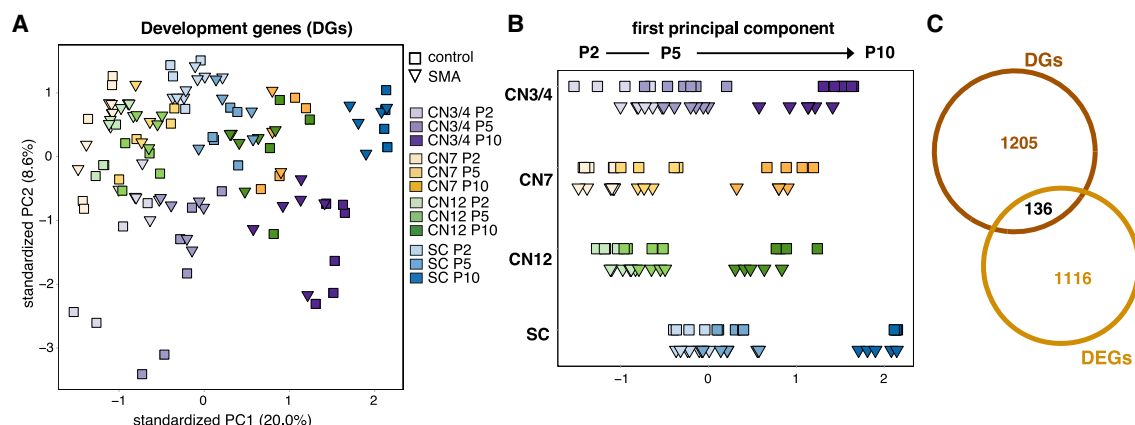 A
Development genes (DGs)
standardized PC2 (8.6%)
1
0
−1
−2
−3
−1
0
1
2
standardized PC1 (20.0%)
control
SMA
CN3/4 P2
CN3/4 P5
CN3/4 P10
CN7 P2
CN7 P5
CN7 P10
CN12 P2
CN12 P5
CN12 P10
SC P2
SC P5
SC P10
B
first principal component
P2 P5 P10
CN3/4
CN7
CN12
SC
−1
0
1
2
C
DGs
1205
136
1116
DEGs